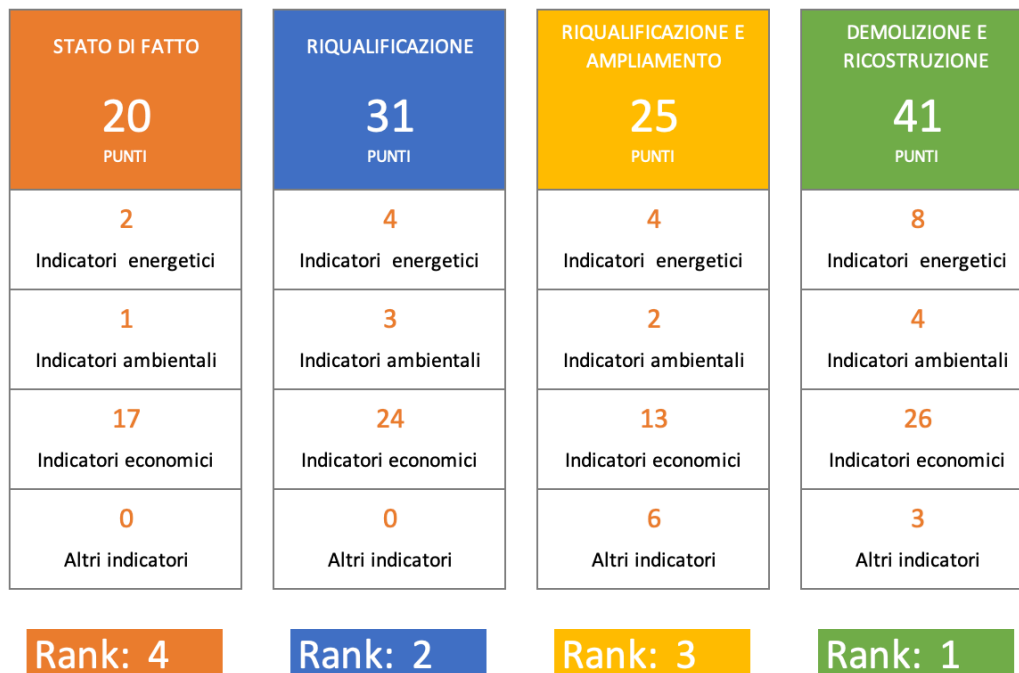 STATO DI FATTO
20
PUNTI
2
Indicatori energetici
1
Indicatori ambientali
17
Indicatori economici
0
Altri indicatori
Rank: 4
RIQUALIFICAZIONE
31
PUNTI
4
Indicatori energetici
3
Indicatori ambientali
24
Indicatori economici
0
Altri indicatori
Rank: 2
RIQUALIFICAZIONE E
AMPLIAMENTO
25
PUNTI
4
Indicatori energetici
2
Indicatori ambientali
13
Indicatori economici
6
Altri indicatori
Rank: 3
DEMOLIZIONE E
RICOSTRUZIONE
41
PUNTI
8
Indicatori energetici
4
Indicatori ambientali
26
Indicatori economici
3
Altri indicatori
Rank: 1